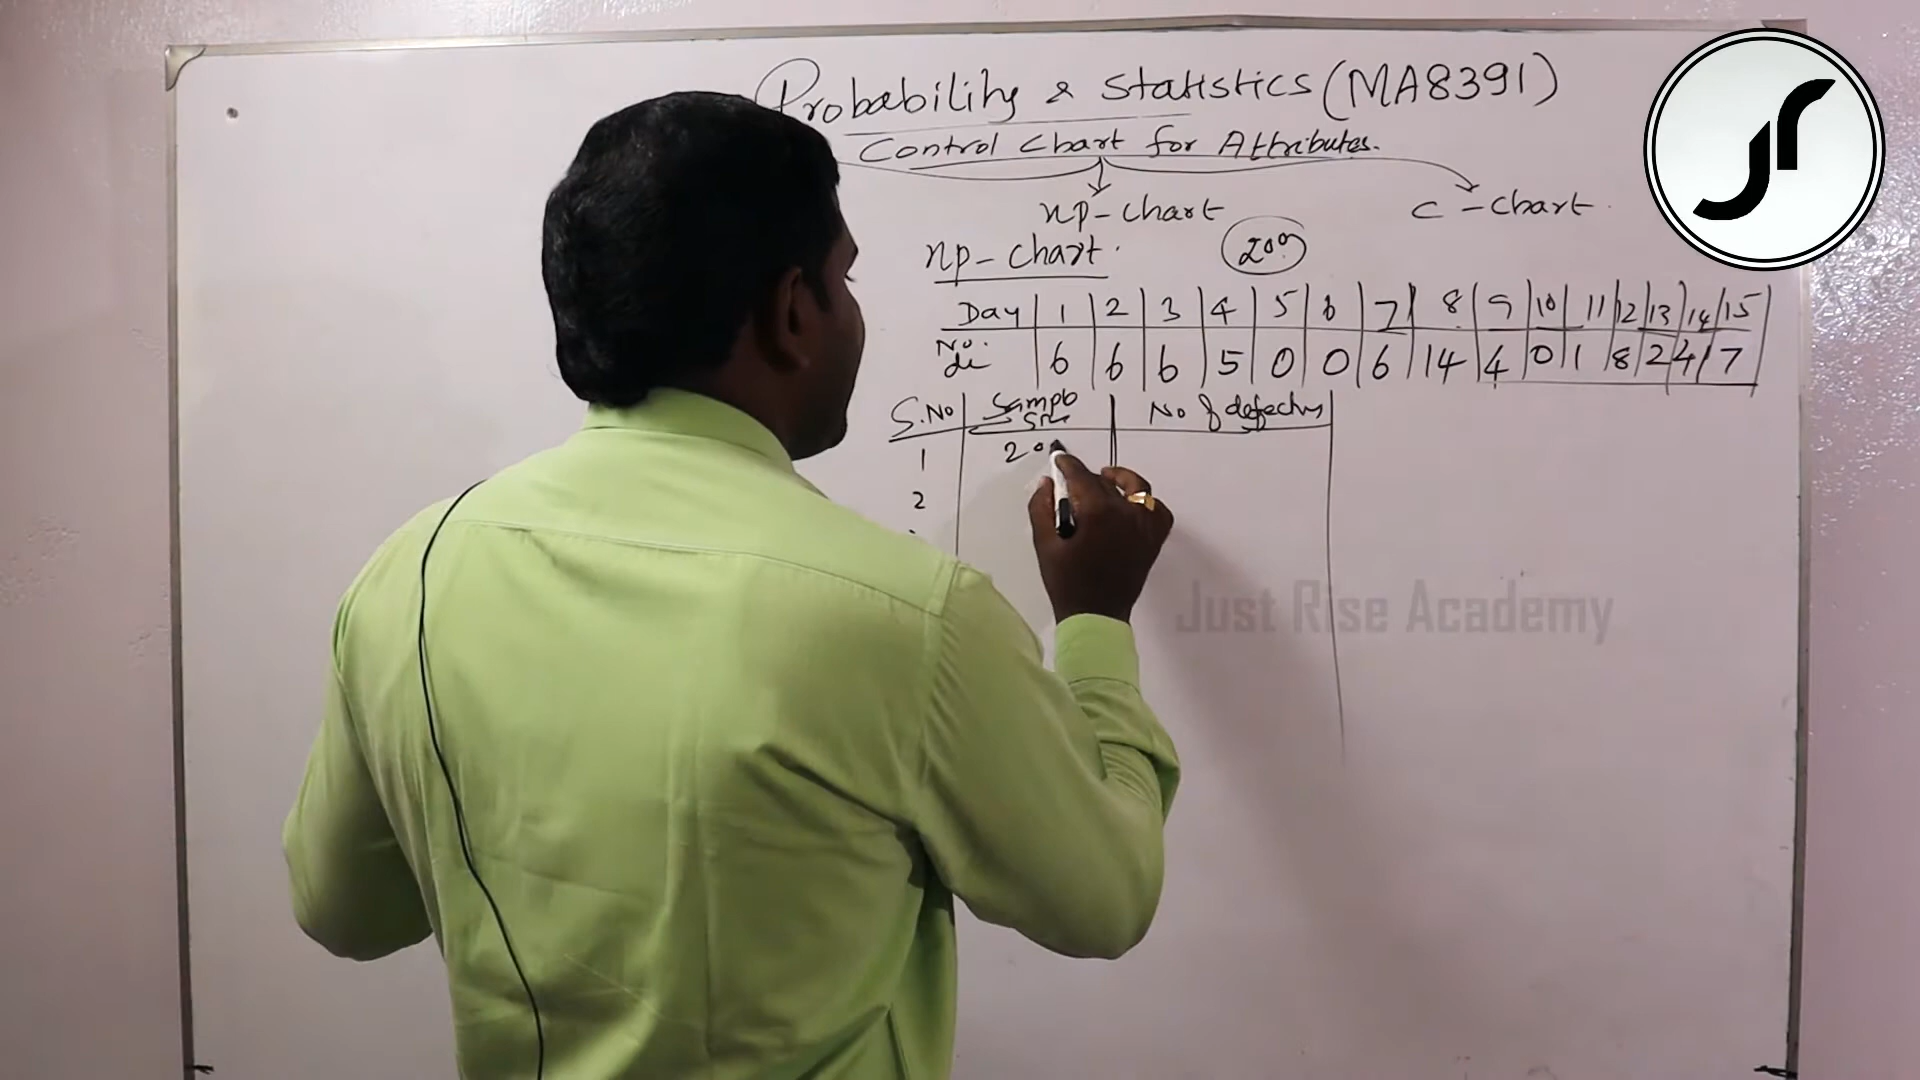 Probability & Statistics (MA8391)
Control Chart for Attributes.
np-chart
c-chart
np-chart.
200
Day 1 2 3 4 5 6 7 8 9 10 11 12 13 14 15
No. de 6 6 6 5 0 0 6 14 4 0 1 8 2 4 7
S.No Sample Size No of defectives
1 200
2
Just Rise Academy